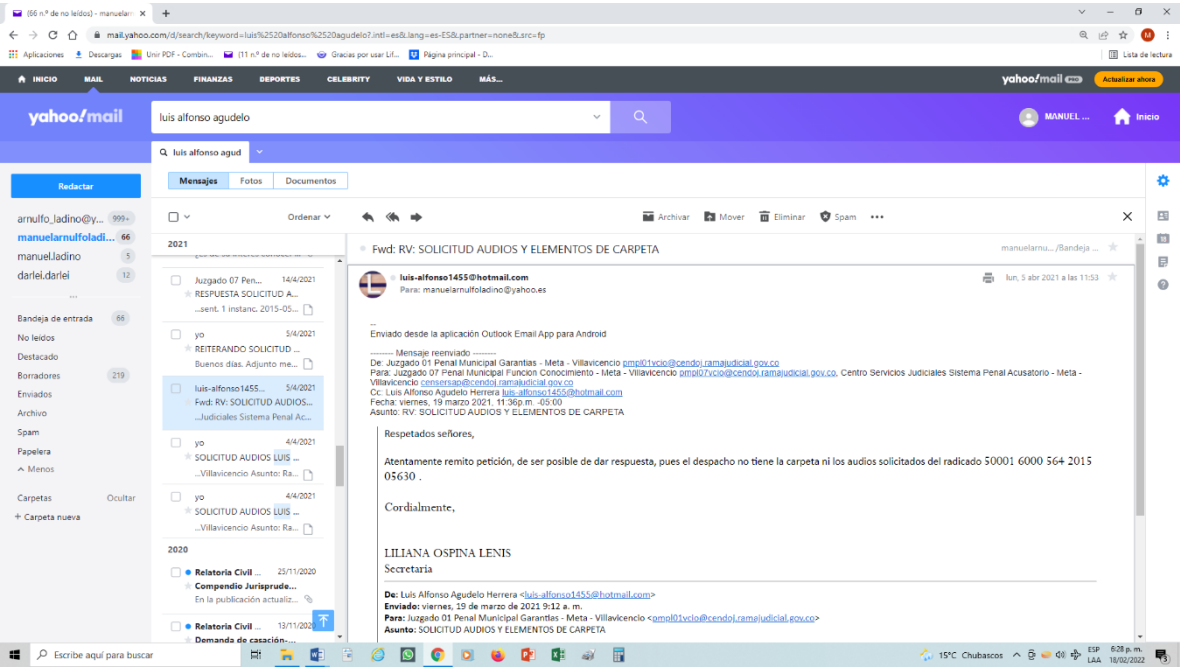 (66 n.º de no leídos) - manuelarn
mail.yahoo.com/d/search/keyword=luis%2520alfonso%2520agudelo?.intl=es&.lang=es-ES&.partner=none&.src=fp
M
Aplicaciones Descargas Unir PDF - Combin... (11 n.º de no leídos... Gracias por usar Lif... Página principal - D... Lista de lectura
INICIO MAIL NOTICIAS FINANZAS DEPORTES CELEBRITY VIDA Y ESTILO MÁS... yahoo!mail PRO Actualizar ahora
yahoo!mail luis alfonso agudelo MANUEL ... Inicio
luis alfonso agud
Redactar Mensajes Fotos Documentos
arnulfo_ladino@y... 999+
manuelarnulfoladi... 66
manuel.ladino 5
darlei.darlei 12
...
Bandeja de entrada 66
No leídos
Destacado
Borradores 219
Enviados
Archivo
Spam
Papelera
Menos
Carpetas Ocultar
+ Carpeta nueva
Ordenar
2021
Juzgado 07 Pen... 14/4/2021
RESPUESTA SOLICITUD A...
...sent. 1 instanc. 2015-05...
yo 5/4/2021
REITERANDO SOLICITUD ...
Buenos días. Adjunto me...
luis-alfonso1455... 5/4/2021
Fwd: RV: SOLICITUD AUDIOS...
...Judiciales Sistema Penal Ac...
yo 4/4/2021
SOLICITUD AUDIOS LUIS ...
...Villavicencio Asunto: Ra...
yo 4/4/2021
SOLICITUD AUDIOS LUIS ...
...Villavicencio Asunto: Ra...
2020
Relatoria Civil ... 25/11/2020
Compendio Jurisprude...
En la publicación actualiz...
Relatoria Civil ... 13/11/2020
Demanda de casación-...
Archivar Mover Eliminar Spam
Fwd: RV: SOLICITUD AUDIOS Y ELEMENTOS DE CARPETA manuelarnu... /Bandeja ...
luis-alfonso1455@hotmail.com lun, 5 abr 2021 a las 11:53
Para: manuelarnulfoladino@yahoo.es
--
Enviado desde la aplicación Outlook Email App para Android
-------- Mensaje reenviado --------
De: Juzgado 01 Penal Municipal Garantias - Meta - Villavicencio pmpl01vcio@cendoj.ramajudicial.gov.co
Para: Juzgado 07 Penal Municipal Funcion Conocimiento - Meta - Villavicencio pmpl07vcio@cendoj.ramajudicial.gov.co, Centro Servicios Judiciales Sistema Penal Acusatorio - Meta -
Villavicencio censersap@cendoj.ramajudicial.gov.co
Cc: Luis Alfonso Agudelo Herrera luis-alfonso1455@hotmail.com
Fecha: viernes, 19 marzo 2021, 11:36p.m. -05:00
Asunto: RV: SOLICITUD AUDIOS Y ELEMENTOS DE CARPETA
Respetados señores,
Atentamente remito petición, de ser posible de dar respuesta, pues el despacho no tiene la carpeta ni los audios solicitados del radicado 50001 6000 564 2015
05630 .
Cordialmente,
LILIANA OSPINA LENIS
Secretaria
De: Luis Alfonso Agudelo Herrera <luis-alfonso1455@hotmail.com>
Enviado: viernes, 19 de marzo de 2021 9:12 a. m.
Para: Juzgado 01 Penal Municipal Garantias - Meta - Villavicencio <pmpl01vcio@cendoj.ramajudicial.gov.co>
Asunto: SOLICITUD AUDIOS Y ELEMENTOS DE CARPETA
Escribe aquí para buscar 15°C Chubascos ESP 6:28 p. m.
LAA 18/02/2022